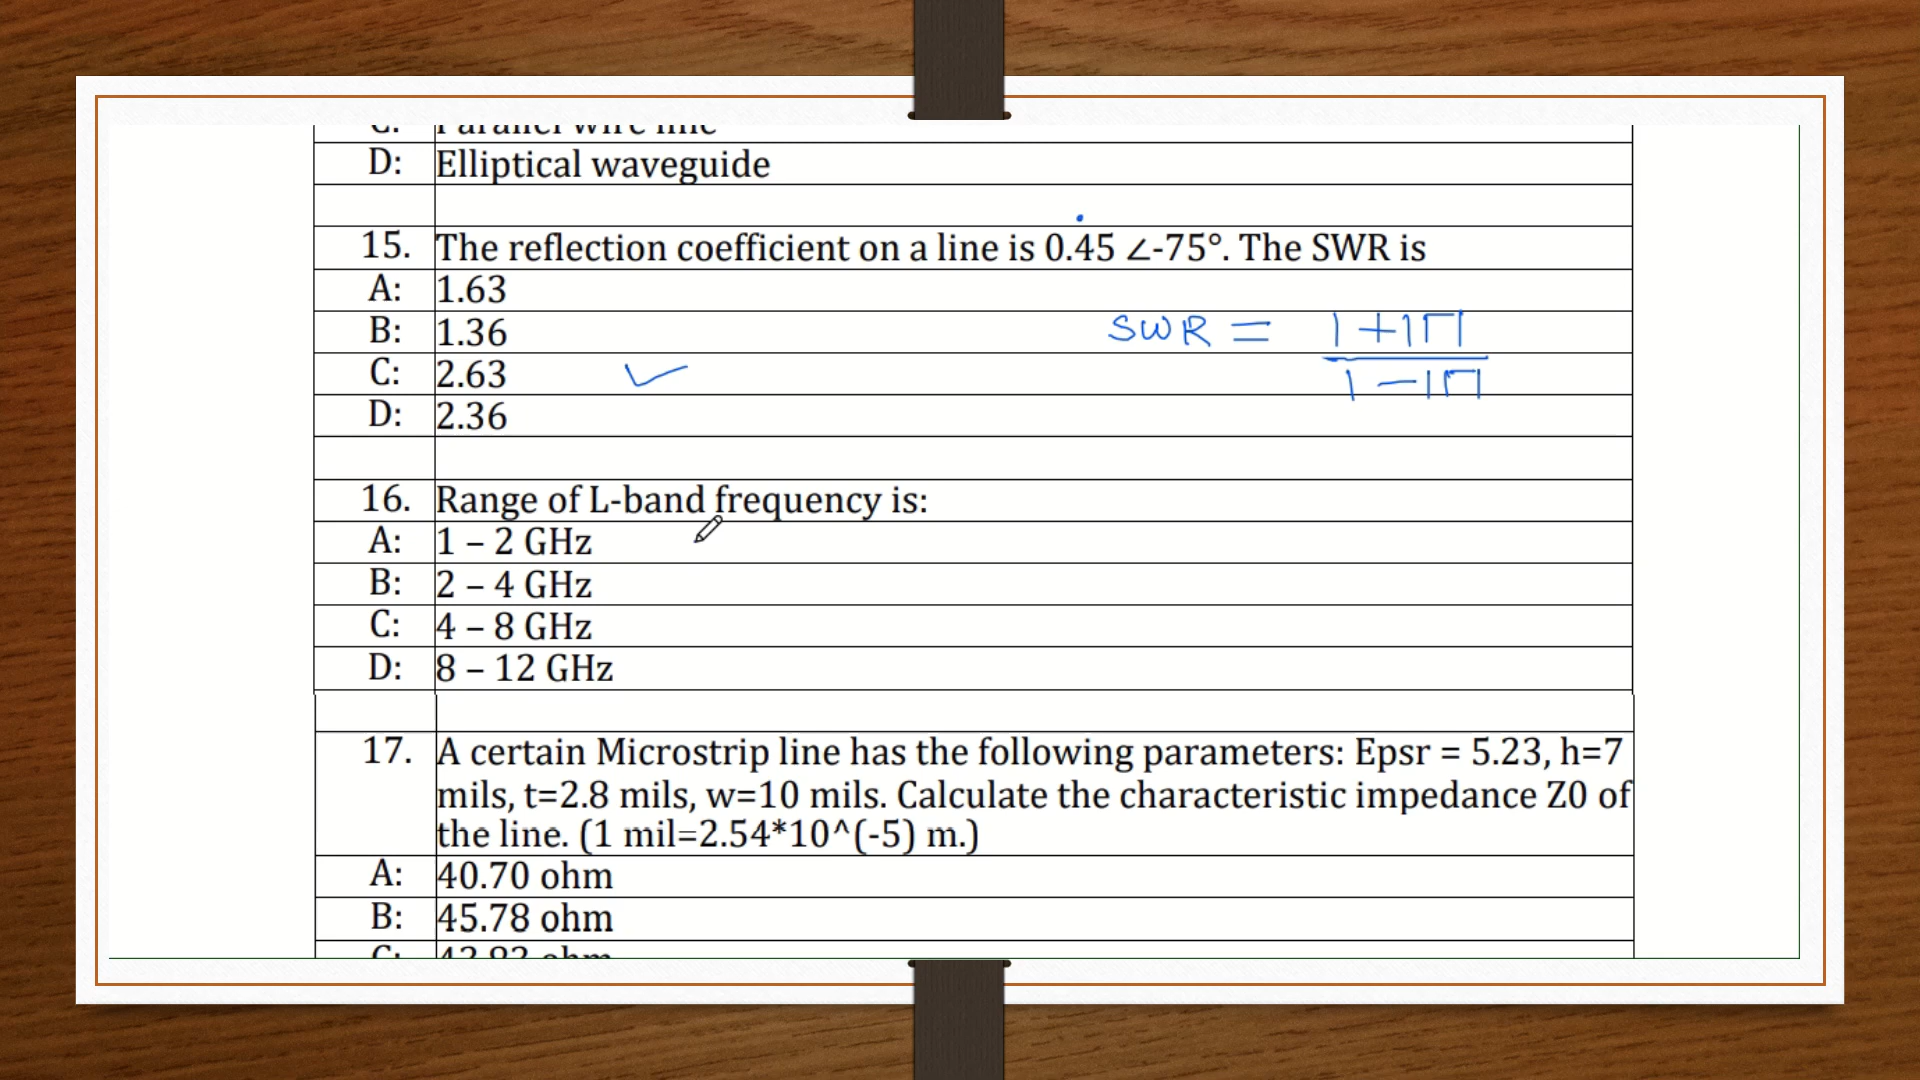 C: Parallel wire line
D: Elliptical waveguide
15. The reflection coefficient on a line is 0.45 ∠-75°. The SWR is
A: 1.63
B: 1.36
SWR = 1+|Γ| / 1-|Γ|
C: 2.63 ✓
D: 2.36
16. Range of L-band frequency is:
A: 1 – 2 GHz
B: 2 – 4 GHz
C: 4 – 8 GHz
D: 8 – 12 GHz
17. A certain Microstrip line has the following parameters: Epsr = 5.23, h=7
mils, t=2.8 mils, w=10 mils. Calculate the characteristic impedance Z0 of
the line. (1 mil=2.54*10^(-5) m.)
A: 40.70 ohm
B: 45.78 ohm
C: ohm